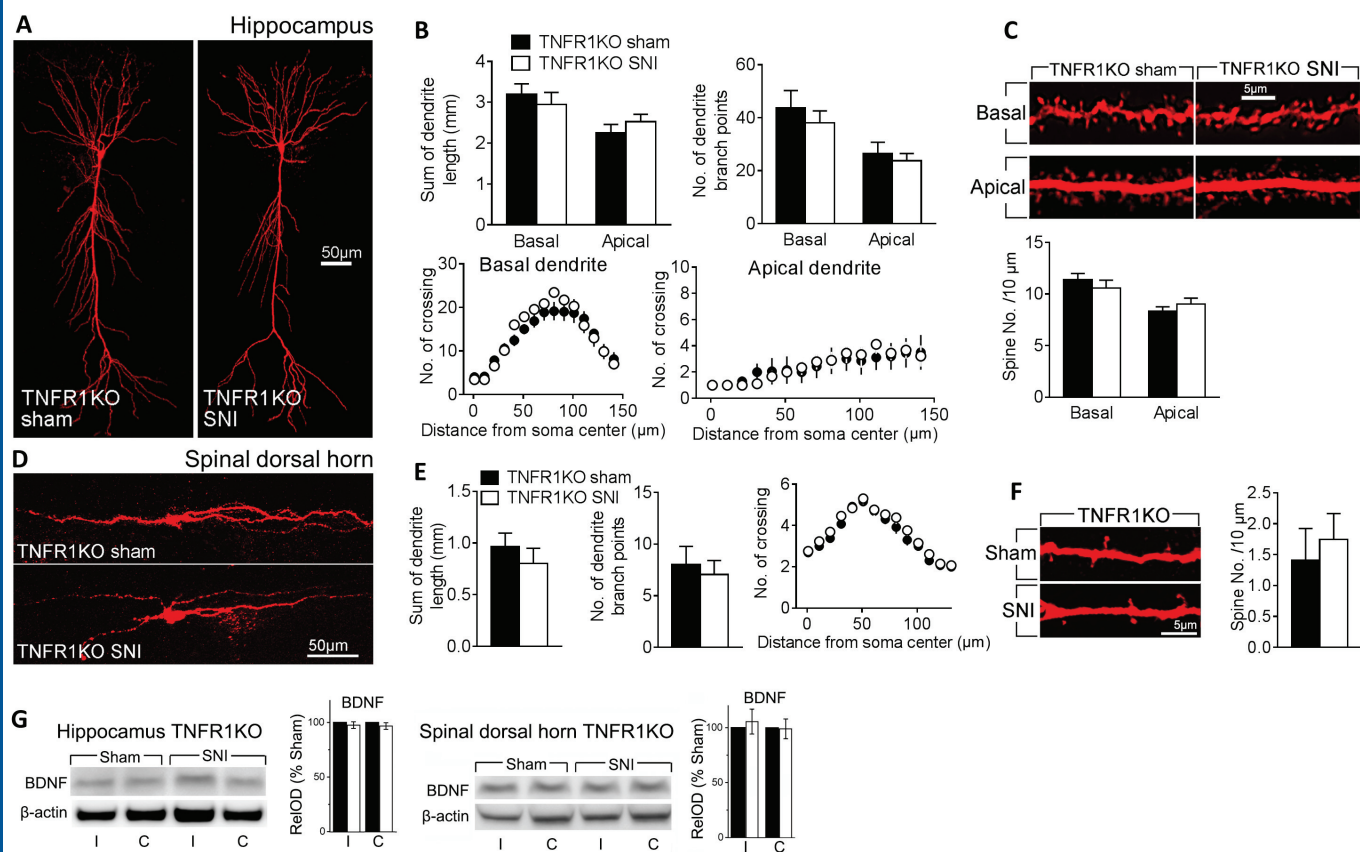 A
Hippocampus
TNFR1KO
sham
TNFR1KO
SNI
50µm
B
TNFR1KO sham
TNFR1KO SNI
Sum of dendrite
length (mm)
4
3
2
1
0
Basal
Apical
No. of dendrite
branch points
60
40
20
0
Basal
Apical
Basal dendrite
No. of crossing
30
20
10
0
0
50
100
150
Distance from soma center (µm)
Apical dendrite
No. of crossing
10
8
6
4
2
0
0
50
100
150
Distance from soma center (µm)
C
TNFR1KO sham
TNFR1KO SNI
5µm
Basal
Apical
Spine No. /10 µm
15
10
5
0
Basal
Apical
D
Spinal dorsal horn
TNFR1KO sham
TNFR1KO SNI
50µm
E
TNFR1KO sham
TNFR1KO SNI
Sum of dendrite
length (mm)
1.5
1.0
0.5
0.0
No. of dendrite
branch points
15
10
5
0
No. of crossing
6
4
2
0
0
50
100
Distance from soma center (µm)
F
TNFR1KO
Sham
SNI
5µm
Spine No. /10 µm
2.5
2.0
1.5
1.0
0.5
0.0
G
Hippocamus TNFR1KO
Sham
SNI
BDNF
β-actin
I
C
I
C
BDNF
RelOD (% Sham)
100
50
0
I
C
Spinal dorsal horn TNFR1KO
Sham
SNI
BDNF
β-actin
I
C
I
C
BDNF
RelOD (% Sham)
100
50
0
I
C